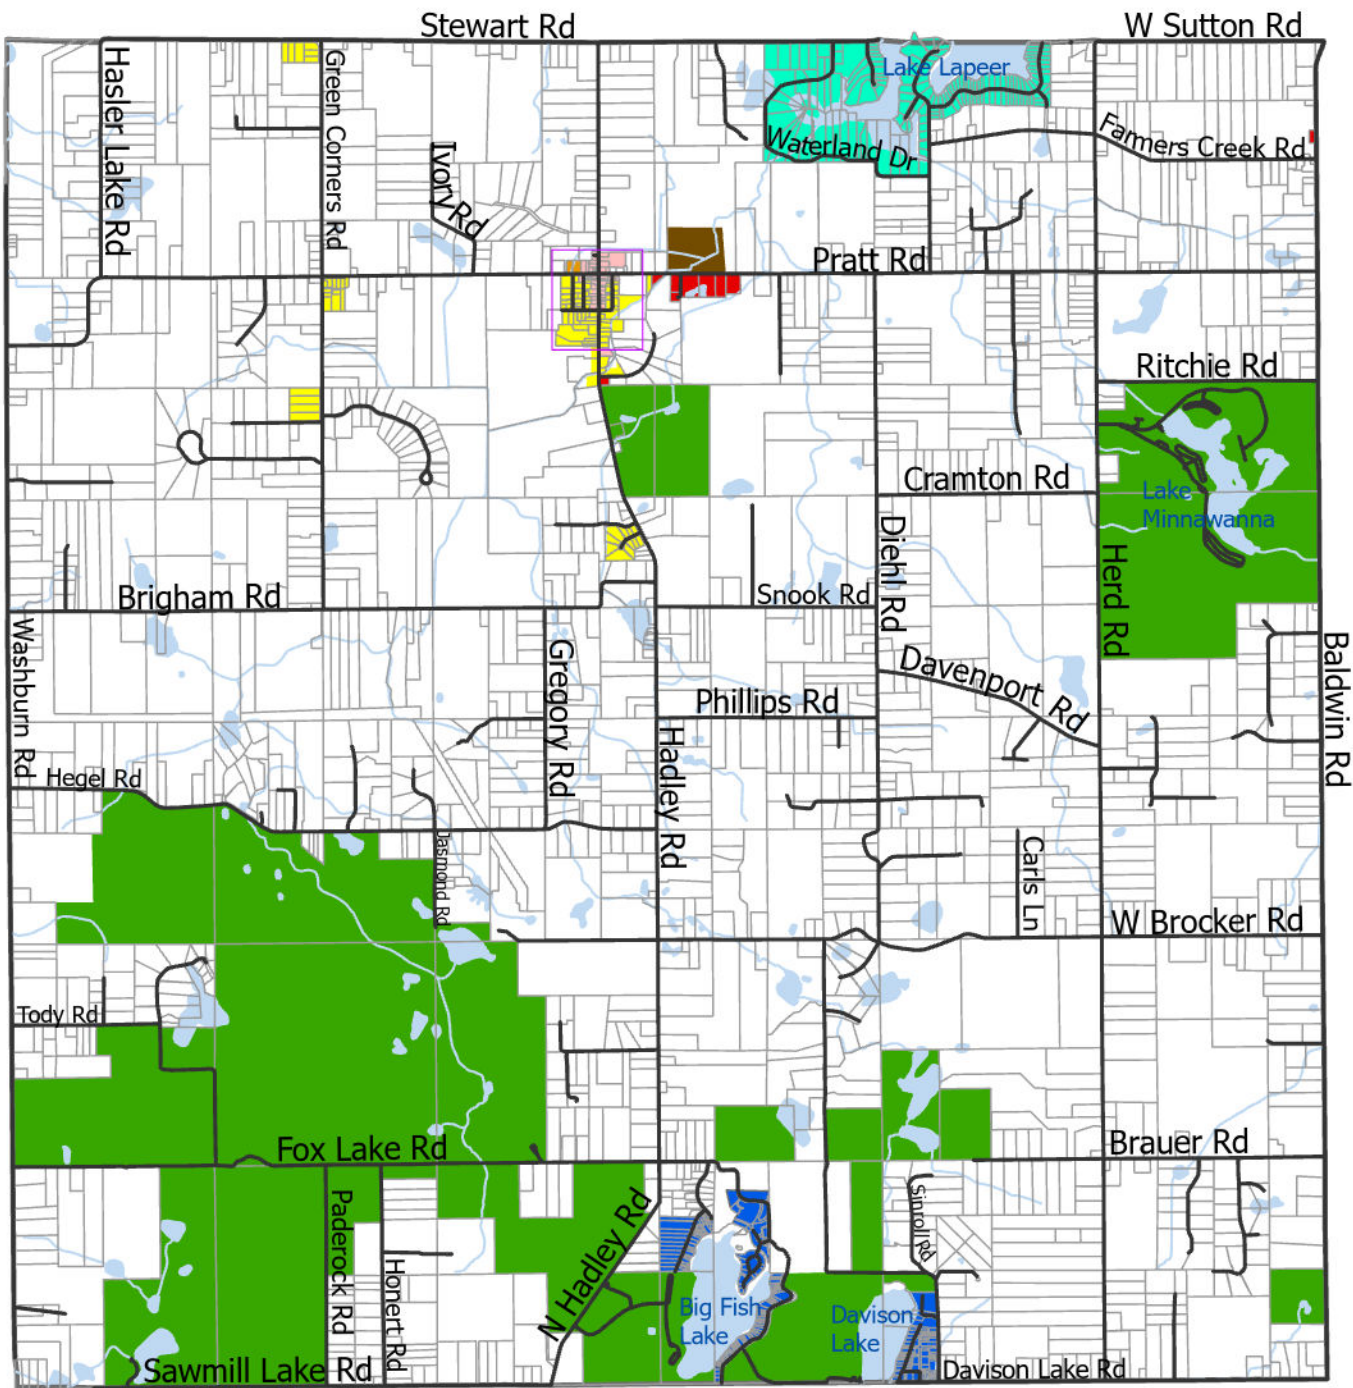 Stewart Rd
W Sutton Rd
Hasler Lake Rd
Green Corners Rd
Lake Lapeer
Ivory Rd
Waterland Dr
Famers Creek Rd
Pratt Rd
Ritchie Rd
Cramton Rd
Lake
Minnawanna
Diehl Rd
Herd Rd
Brigham Rd
Snook Rd
Washburn Rd
Gregory Rd
Davenport Rd
Baldwin Rd
Phillips Rd
Hadley Rd
Hegel Rd
Jasmond Rd
Carls Ln
W Brocker Rd
Tody Rd
Fox Lake Rd
Brauer Rd
Paderock Rd
N Hadley Rd
Sinroll Rd
Honert Rd
Big Fish
Lake
Davison
Lake
Sawmill Lake Rd
Davison Lake Rd